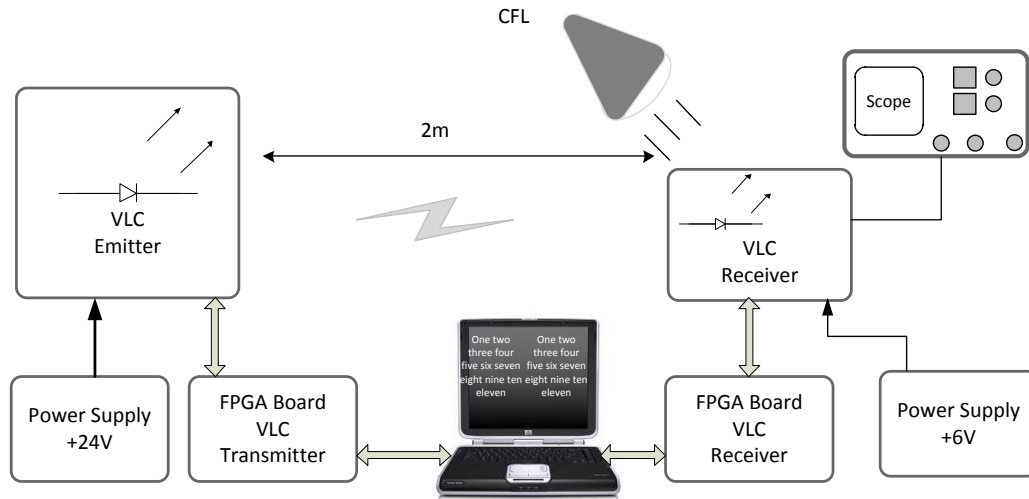 CFL
Scope
2m
VLC
Emitter
VLC
Receiver
One two
three four
five six seven
eight nine ten
eleven
One two
three four
five six seven
eight nine ten
eleven
Power Supply
+24V
FPGA Board
VLC
Transmitter
FPGA Board
VLC
Receiver
Power Supply
+6V